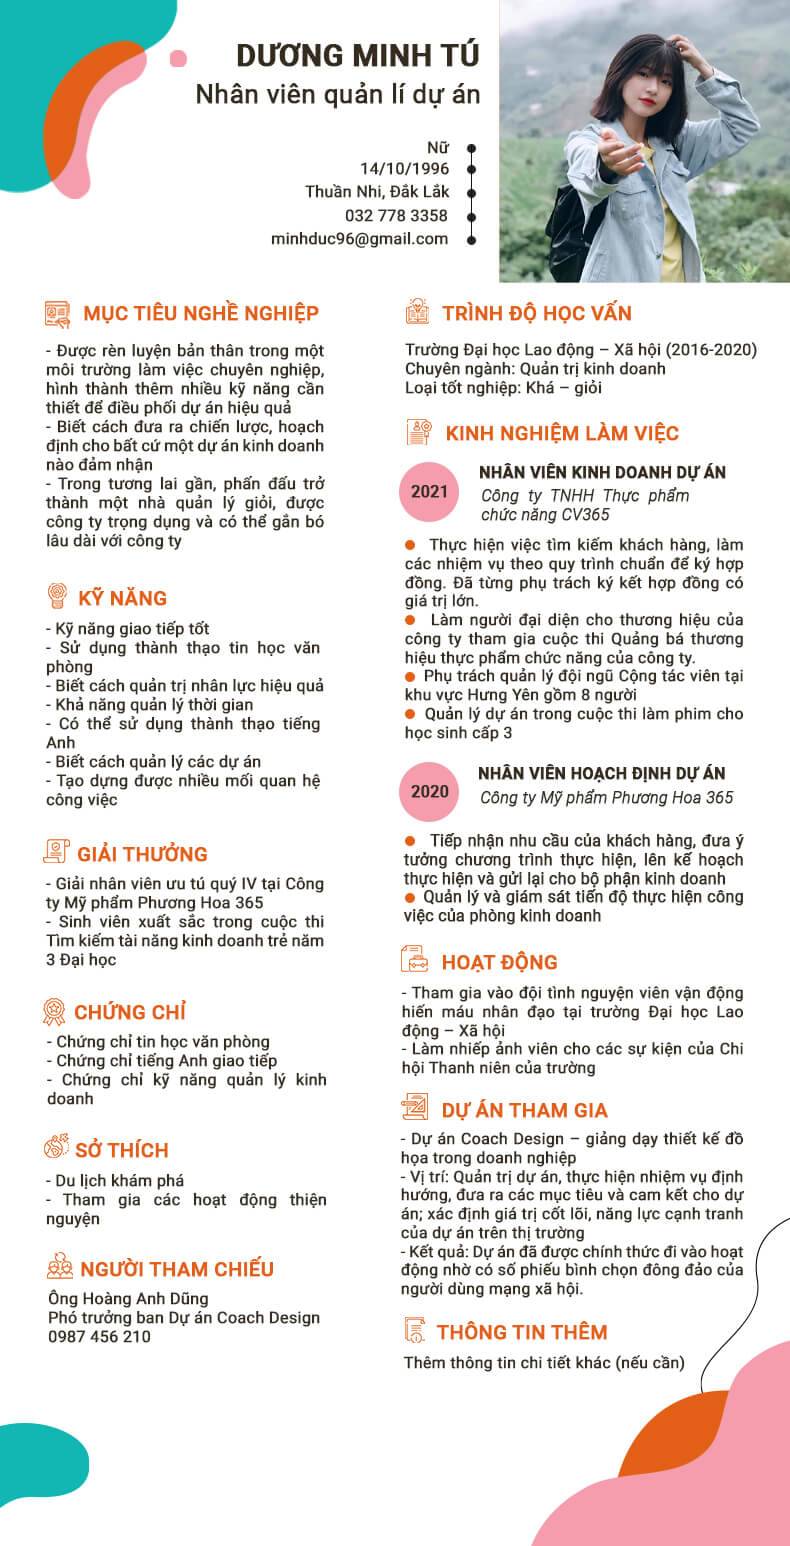 DƯƠNG MINH TÚ
Nhân viên quản lí dự án
Nữ
14/10/1996
Thuần Nhi, Đắk Lắk
032 778 3358
minhduc96@gmail.com
MỤC TIÊU NGHỀ NGHIỆP
- Được rèn luyện bản thân trong một
môi trường làm việc chuyên nghiệp,
hình thành thêm nhiều kỹ năng cần
thiết để điều phối dự án hiệu quả
- Biết cách đưa ra chiến lược, hoạch
định cho bất cứ một dự án kinh doanh
nào đảm nhận
- Trong tương lai gần, phấn đấu trở
thành một nhà quản lý giỏi, được
công ty trọng dụng và có thể gắn bó
lâu dài với công ty
KỸ NĂNG
- Kỹ năng giao tiếp tốt
- Sử dụng thành thạo tin học văn
phòng
- Biết cách quản trị nhân lực hiệu quả
- Khả năng quản lý thời gian
- Có thể sử dụng thành thạo tiếng
Anh
- Biết cách quản lý các dự án
- Tạo dựng được nhiều mối quan hệ
công việc
GIẢI THƯỞNG
- Giải nhân viên ưu tú quý IV tại Công
ty Mỹ phẩm Phương Hoa 365
- Sinh viên xuất sắc trong cuộc thi
Tìm kiếm tài năng kinh doanh trẻ năm
3 Đại học
CHỨNG CHỈ
- Chứng chỉ tin học văn phòng
- Chứng chỉ tiếng Anh giao tiếp
- Chứng chỉ kỹ năng quản lý kinh
doanh
SỞ THÍCH
- Du lịch khám phá
- Tham gia các hoạt động thiện
nguyện
NGƯỜI THAM CHIẾU
Ông Hoàng Anh Dũng
Phó trưởng ban Dự án Coach Design
0987 456 210
TRÌNH ĐỘ HỌC VẤN
Trường Đại học Lao động – Xã hội (2016-2020)
Chuyên ngành: Quản trị kinh doanh
Loại tốt nghiệp: Khá – giỏi
KINH NGHIỆM LÀM VIỆC
2021
NHÂN VIÊN KINH DOANH DỰ ÁN
Công ty TNHH Thực phẩm
chức năng CV365
● Thực hiện việc tìm kiếm khách hàng, làm
các nhiệm vụ theo quy trình chuẩn để ký hợp
đồng. Đã từng phụ trách ký kết hợp đồng có
giá trị lớn.
● Làm người đại diện cho thương hiệu của
công ty tham gia cuộc thi Quảng bá thương
hiệu thực phẩm chức năng của công ty.
● Phụ trách quản lý đội ngũ Cộng tác viên tại
khu vực Hưng Yên gồm 8 người
● Quản lý dự án trong cuộc thi làm phim cho
học sinh cấp 3
2020
NHÂN VIÊN HOẠCH ĐỊNH DỰ ÁN
Công ty Mỹ phẩm Phương Hoa 365
● Tiếp nhận nhu cầu của khách hàng, đưa ý
tưởng chương trình thực hiện, lên kế hoạch
thực hiện và gửi lại cho bộ phận kinh doanh
● Quản lý và giám sát tiến độ thực hiện công
việc của phòng kinh doanh
HOẠT ĐỘNG
- Tham gia vào đội tình nguyện viên vận động
hiến máu nhân đạo tại trường Đại học Lao
động – Xã hội
- Làm nhiếp ảnh viên cho các sự kiện của Chi
hội Thanh niên của trường
DỰ ÁN THAM GIA
- Dự án Coach Design – giảng dạy thiết kế đồ
họa trong doanh nghiệp
- Vị trí: Quản trị dự án, thực hiện nhiệm vụ định
hướng, đưa ra các mục tiêu và cam kết cho dự
án; xác định giá trị cốt lõi, năng lực cạnh tranh
của dự án trên thị trường
- Kết quả: Dự án đã được chính thức đi vào hoạt
động nhờ có số phiếu bình chọn đông đảo của
người dùng mạng xã hội.
THÔNG TIN THÊM
Thêm thông tin chi tiết khác (nếu cần)